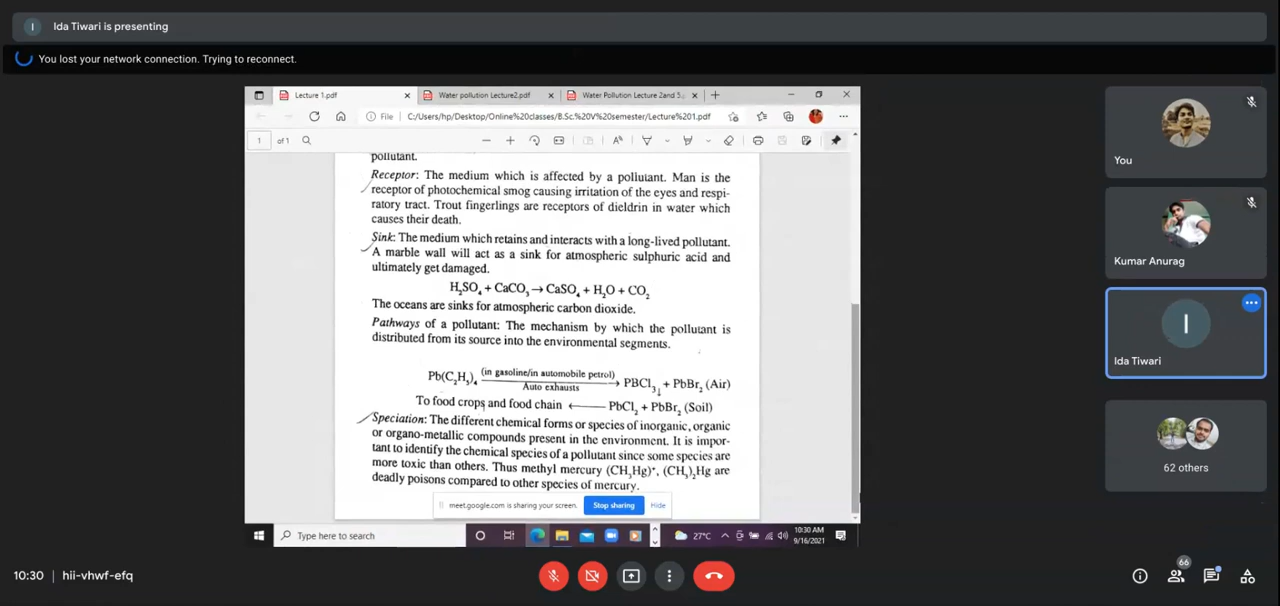 I
Ida Tiwari is presenting
You lost your network connection. Trying to reconnect.
Lecture 1.pdf
Water pollution Lecture2.pdf
Water Pollution Lecture 2and 5.
File
C:/Users/hp/Desktop/Online%20classes/B.Sc.%20V%20semester/Lecture%201.pdf
1 of 1
pollutant.
Receptor: The medium which is affected by a pollutant. Man is the
receptor of photochemical smog causing irritation of the eyes and respi-
ratory tract. Trout fingerlings are receptors of dieldrin in water which
causes their death.
Sink: The medium which retains and interacts with a long-lived pollutant.
A marble wall will act as a sink for atmospheric sulphuric acid and
ultimately get damaged.
H₂SO₄ + CaCO₃ → CaSO₄ + H₂O + CO₂
The oceans are sinks for atmospheric carbon dioxide.
Pathways of a pollutant: The mechanism by which the pollutant is
distributed from its source into the environmental segments.
(in gasoline/in automobile petrol)
Pb(C₂H₅)₄ → PBCl₃ + PbBr₂ (Air)
Auto exhausts
To food crops and food chain ← PbCl₂ + PbBr₂ (Soil)
Speciation: The different chemical forms or species of inorganic, organic
or organo-metallic compounds present in the environment. It is impor-
tant to identify the chemical species of a pollutant since some species are
more toxic than others. Thus methyl mercury (CH₃Hg)⁺, (CH₃)₂Hg are
deadly poisons compared to other species of mercury.
meet.google.com is sharing your screen.
Stop sharing
Hide
Type here to search
27°C
10:30 AM
9/16/2021
You
Kumar Anurag
I
Ida Tiwari
62 others
10:30 | hii-vhwf-efq
66